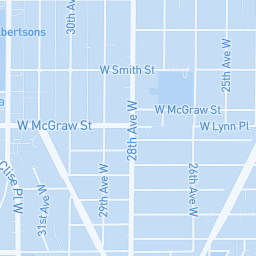 30th Ave W
bertsons
W Smith St
25th Ave W
W McGraw St
W McGraw St
W Lynn Pl
28th Ave W
Clise Pl W
31st Ave W
29th Ave W
26th Ave W